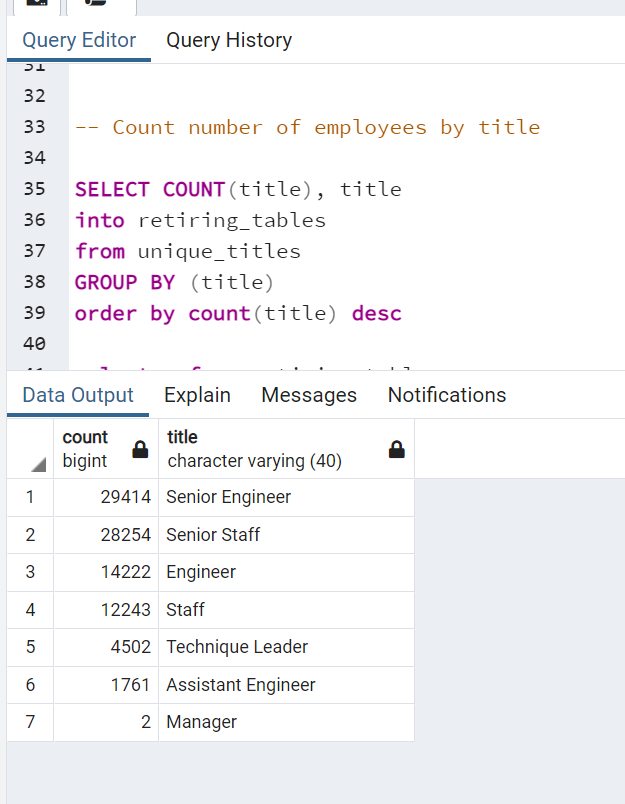 Query Editor Query History
31
32
33 -- Count number of employees by title
34
35 SELECT COUNT(title), title
36 into retiring_tables
37 from unique_titles
38 GROUP BY (title)
39 order by count(title) desc
40
Data Output Explain Messages Notifications
count title
bigint character varying (40)
1 29414 Senior Engineer
2 28254 Senior Staff
3 14222 Engineer
4 12243 Staff
5 4502 Technique Leader
6 1761 Assistant Engineer
7 2 Manager